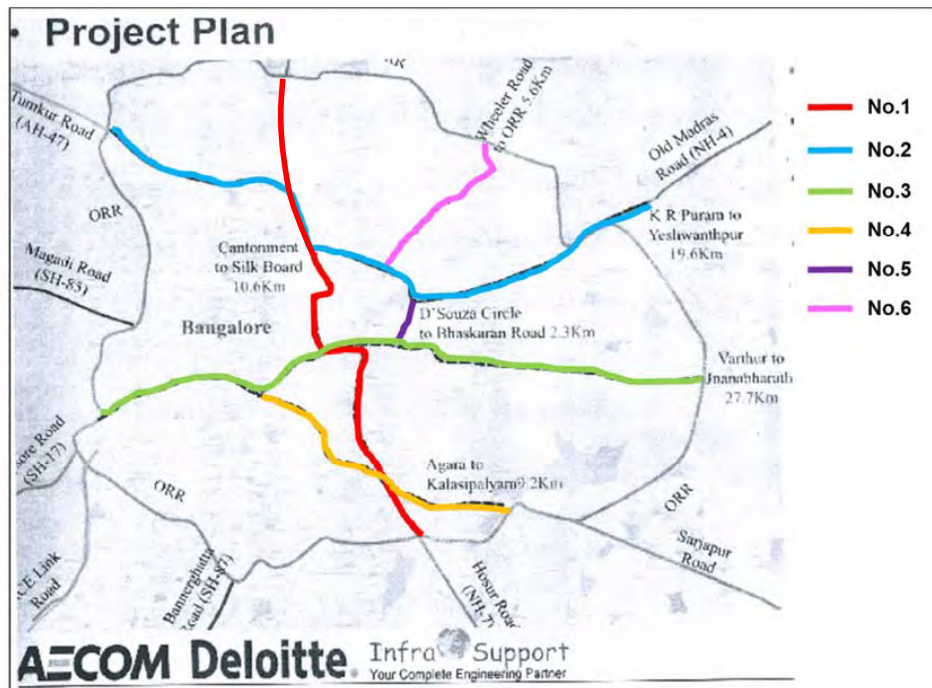 • Project Plan
Tumkur Road
(AH-47)
Wheeler Road
to ORR 5.6Km
Old Madras
Road (NH-4)
ORR
K R Puram to
Yeshwanthpur
19.6Km
Cantonment
to Silk Board
10.6Km
Magadi Road
(SH-85)
Bangalore
D'Souza Circle
to Bhaskaran Road 2.3Km
Varthur to
Jnanabharath
27.7Km
sore Road
(SH-17)
Agara to
Kalasipalyam9.2Km
ORR
ORR
Link
Road
Bannerghatta
Road (SH-87)
Hosur Road
(NH-7)
Sarjapur
Road
No.1
No.2
No.3
No.4
No.5
No.6
AECOM Deloitte. Infra Support
Your Complete Engineering Partner